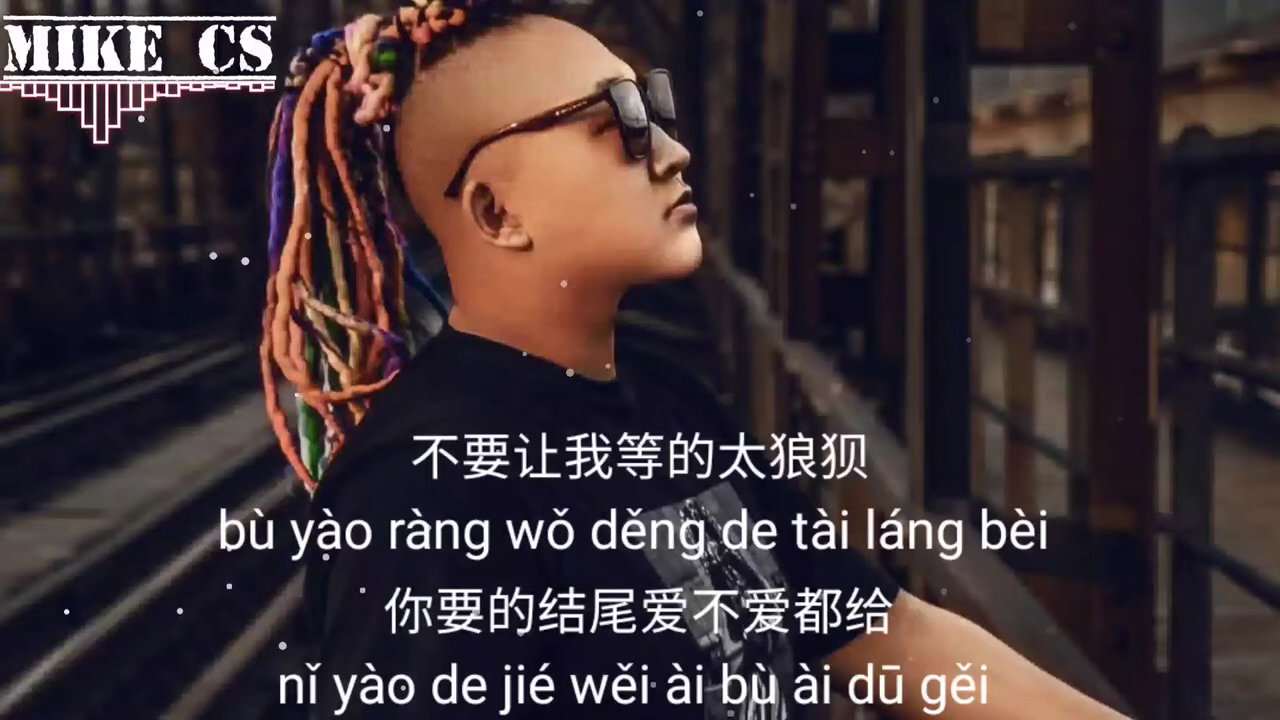 MIKE CS
不要让我等的太狼狈
bù yào ràng wǒ děng de tài láng bèi
你要的结尾爱不爱都给
nǐ yào de jié wěi ài bù ài dū gěi